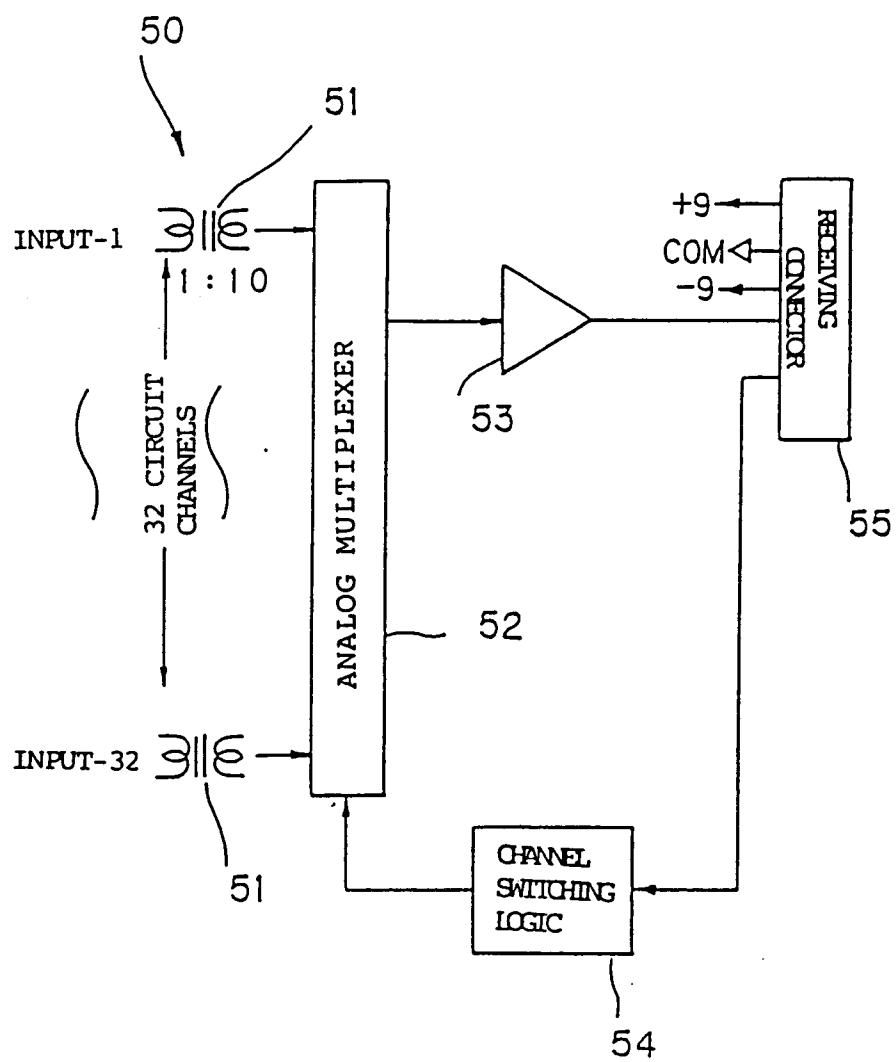 50
51
INPUT-1
1:10
32 CIRCUIT
CHANNELS
ANALOG MULTIPLEXER
53
+9
COM
-9
RECEIVING
CONNECTOR
55
52
INPUT-32
51
CHANNEL
SWITCHING
LOGIC
54